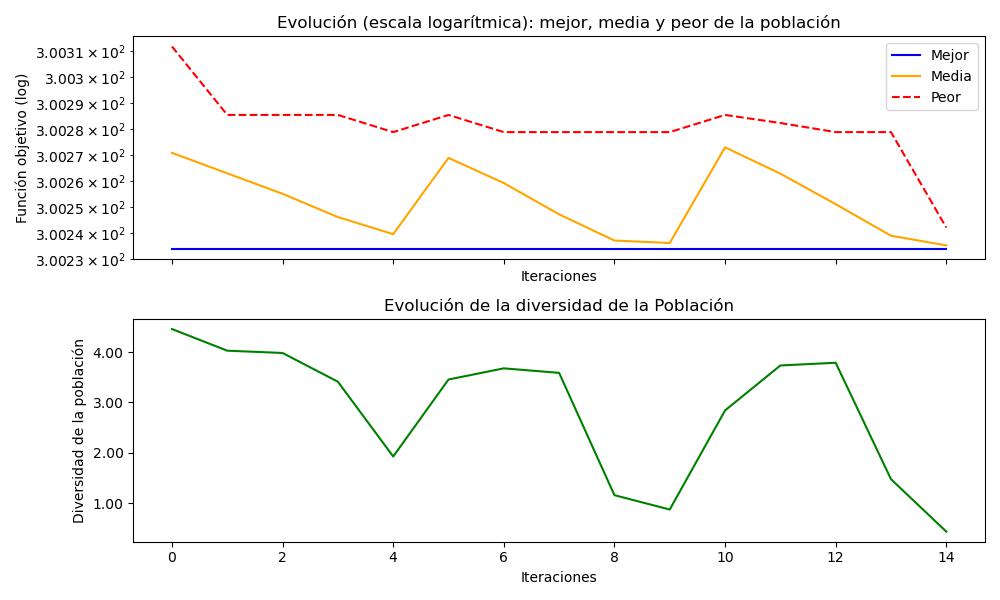 Evolución (escala logarítmica): mejor, media y peor de la población
Función objetivo (log)
3.0031 × 10²
3.003 × 10²
3.0029 × 10²
3.0028 × 10²
3.0027 × 10²
3.0026 × 10²
3.0025 × 10²
3.0024 × 10²
3.0023 × 10²
Mejor
Media
Peor
Iteraciones
Evolución de la diversidad de la Población
Diversidad de la población
4.00
3.00
2.00
1.00
0 2 4 6 8 10 12 14
Iteraciones